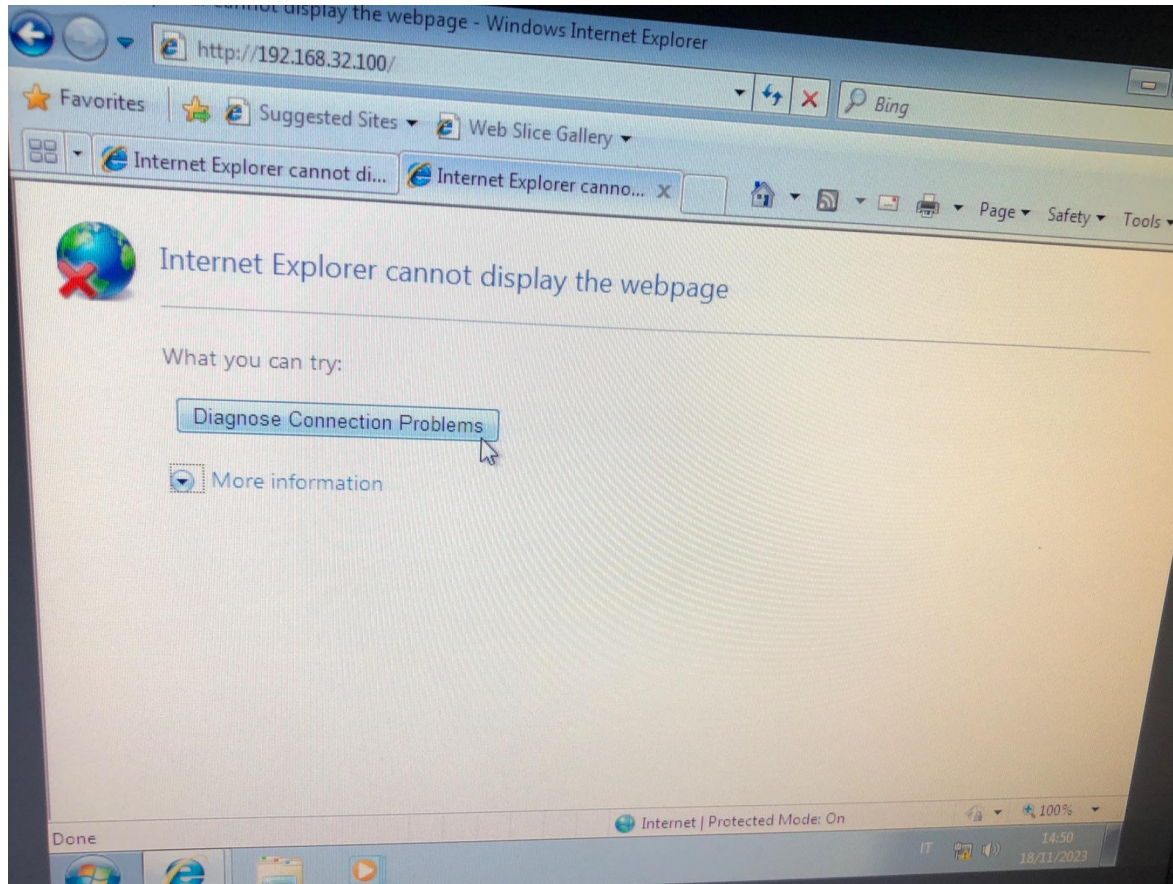 cannot display the webpage - Windows Internet Explorer
http://192.168.32.100/
Bing
Favorites
Suggested Sites
Web Slice Gallery
Internet Explorer cannot di...
Internet Explorer canno...
Page
Safety
Tools
Internet Explorer cannot display the webpage
What you can try:
Diagnose Connection Problems
More information
Done
Internet | Protected Mode: On
100%
IT
14:50
18/11/2023